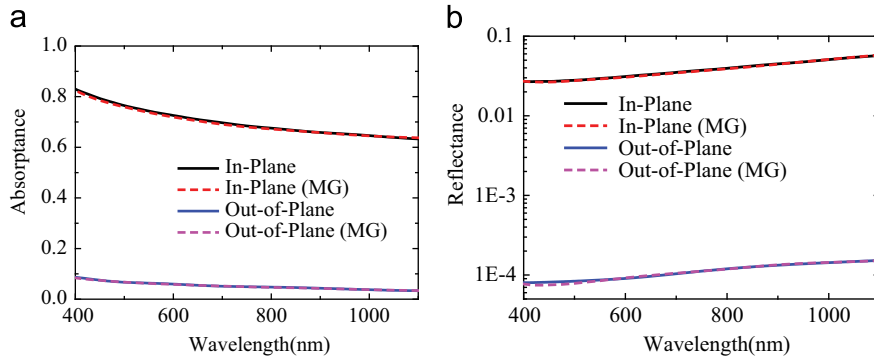 a
1.0
0.8
0.6
0.4
0.2
0.0
Absorptance
In-Plane
In-Plane (MG)
Out-of-Plane
Out-of-Plane (MG)
400
600
800
1000
Wavelength(nm)
b
0.1
0.01
1E-3
1E-4
Reflectance
In-Plane
In-Plane (MG)
Out-of-Plane
Out-of-Plane (MG)
400
600
800
1000
Wavelength(nm)